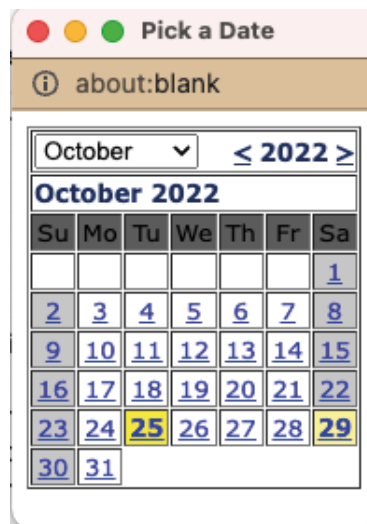 Pick a Date
about:blank
October < 2022 >
October 2022
Su Mo Tu We Th Fr Sa
1
2 3 4 5 6 7 8
9 10 11 12 13 14 15
16 17 18 19 20 21 22
23 24 25 26 27 28 29
30 31